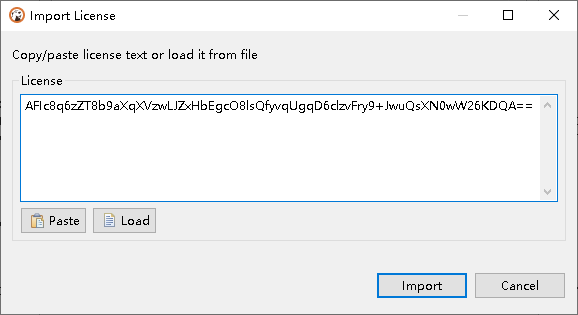 Import License
Copy/paste license text or load it from file
License
AFIc8q6zZT8b9aXqXVzwLJZxHbEgcO8lsQfyvqUgqD6clzvFry9+JwuQsXN0wW26KDQA==
Paste
Load
Import
Cancel